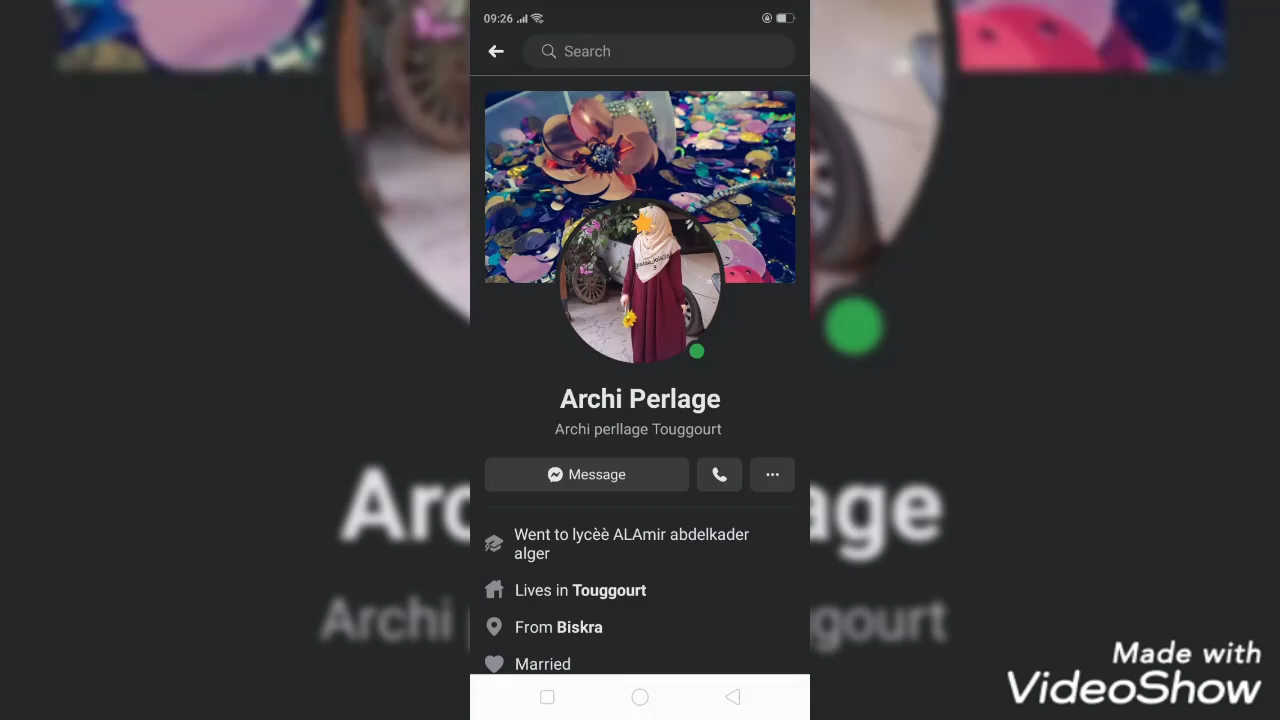 09:26
Search
Archi Perlage
Archi perllage Touggourt
Message
Went to lycèè ALAmir abdelkader
alger
Lives in Touggourt
From Biskra
Married
Made with
VideoShow